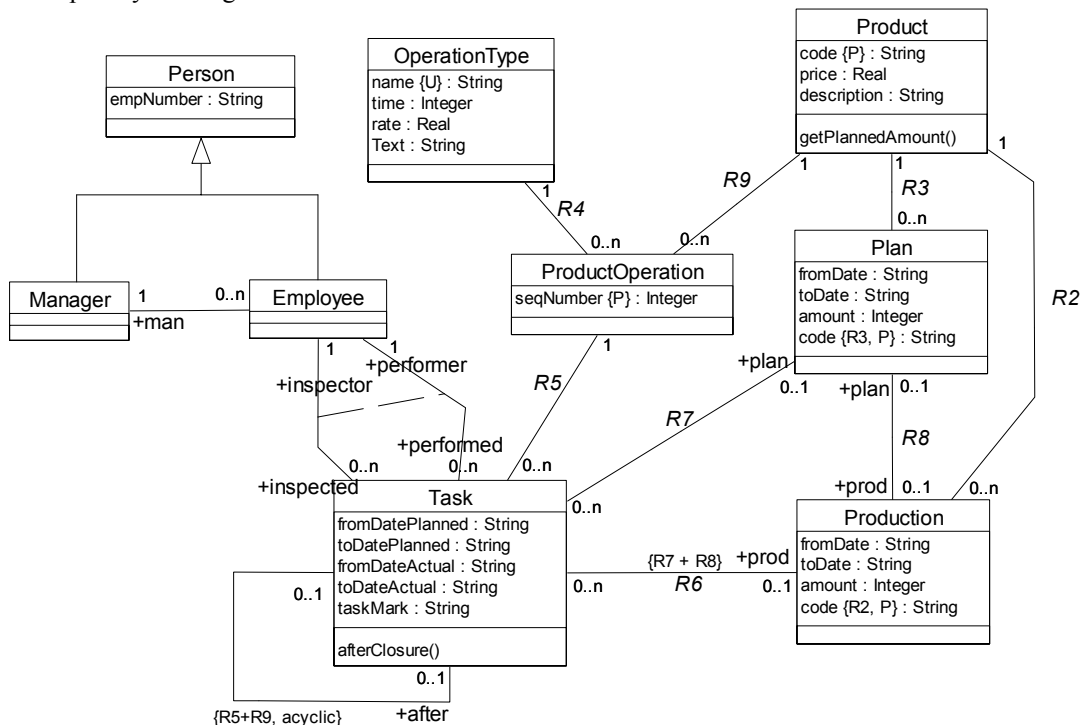 Person
empNumber : String
OperationType
name {U} : String
time : Integer
rate : Real
Text : String
Product
code {P} : String
price : Real
description : String
getPlannedAmount()
1
1
1
1
R4
R9
R3
R2
0..n
0..n
0..n
ProductOperation
seqNumber {P} : Integer
Plan
fromDate : String
toDate : String
amount : Integer
code {R3, P} : String
Manager
1
+man
0..n
Employee
1
1
+inspector
+performer
1
R5
+plan
0..1
+plan
0..1
R7
R8
+performed
0..n
0..n
0..n
+inspected
+prod
0..1
0..n
Task
fromDatePlanned : String
toDatePlanned : String
fromDateActual : String
toDateActual : String
taskMark : String
afterClosure()
0..n
Production
fromDate : String
toDate : String
amount : Integer
code {R2, P} : String
{R7 + R8}
R6
+prod
0..n
0..1
0..1
0..1
+after
{R5+R9, acyclic}